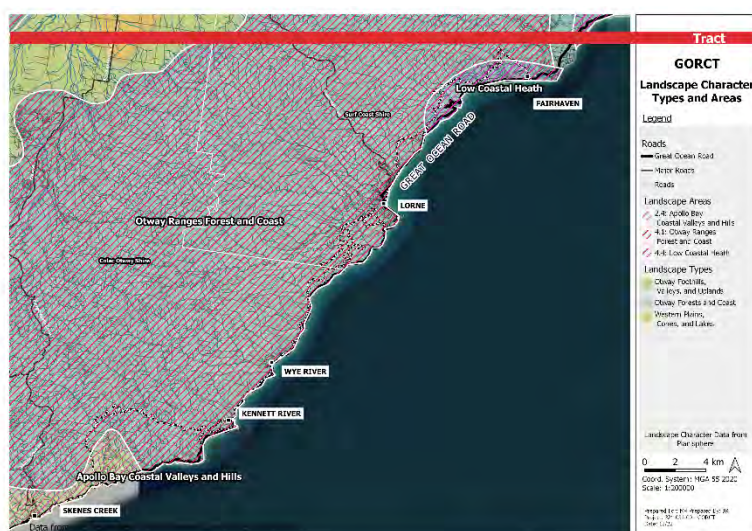 Tract
GORCT
Landscape Character
Types and Areas
Legend
Roads
Great Ocean Road
Major Roads
Roads
Landscape Areas
2.4: Apollo Bay
Coastal Valleys and Hills
4.1: Otway Ranges
Forest and Coast
4.4: Low Coastal Heath
Landscape Types
Otway Foothills,
Valleys, and Uplands
Otway Forests and Coast
Western Plains,
Cones, and Lakes
Landscape Character Data from
Plansphere
0 2 4 km
Coord. System: MGA 55 2020
Scale: 1:200000
Low Coastal Heath
FAIRHAVEN
Surf Coast Shire
GREAT OCEAN ROAD
LORNE
Otway Ranges Forest and Coast
Colac Otway Shire
WYE RIVER
KENNETT RIVER
Apollo Bay Coastal Valleys and Hills
SKENES CREEK
Data from